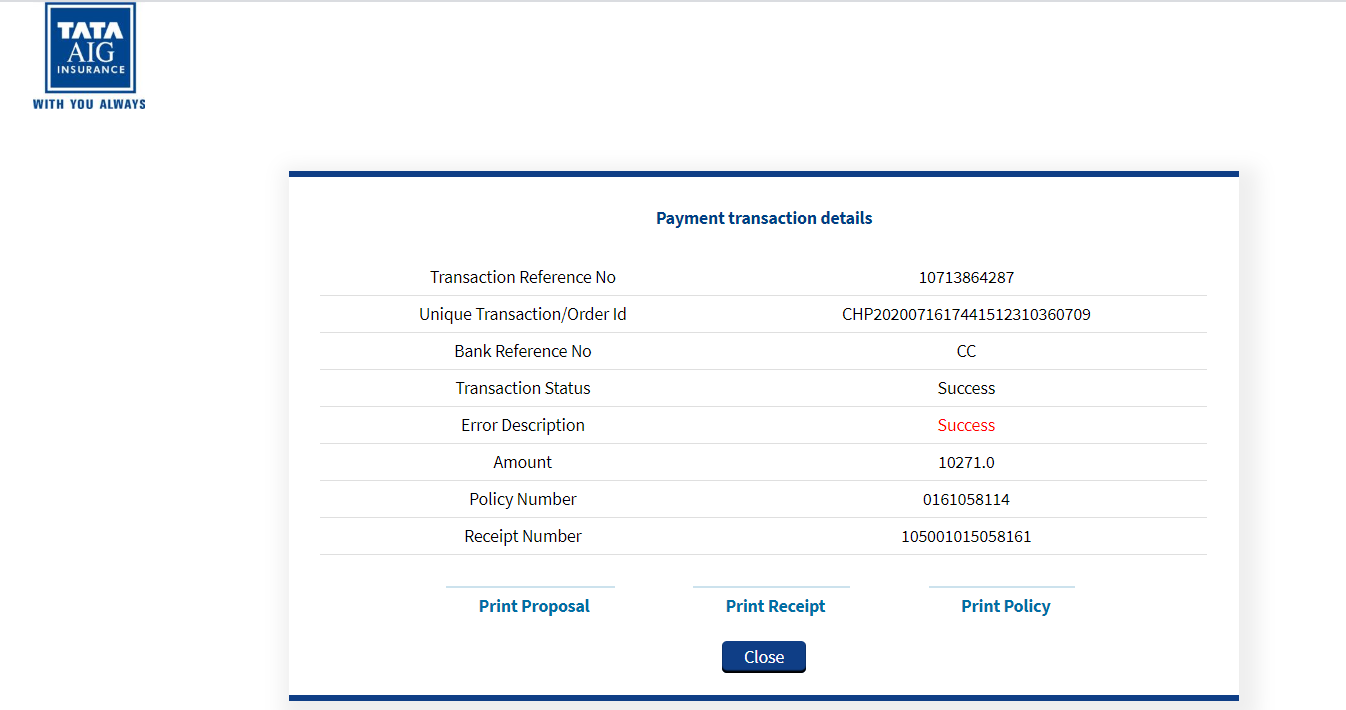 TATA
AIG
INSURANCE
WITH YOU ALWAYS
Payment transaction details
Transaction Reference No 10713864287
Unique Transaction/Order Id CHP2020071617441512310360709
Bank Reference No CC
Transaction Status Success
Error Description Success
Amount 10271.0
Policy Number 0161058114
Receipt Number 105001015058161
Print Proposal Print Receipt Print Policy
Close